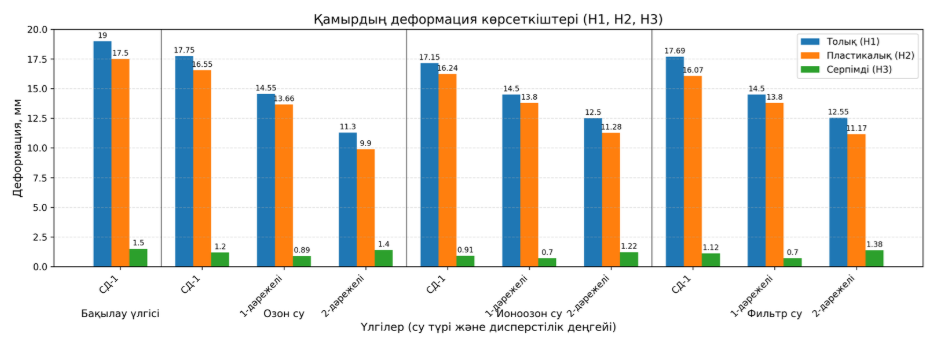 Қамырдың деформация көрсеткіштері (H1, H2, H3)
Деформация, мм
20.0
17.5
15.0
12.5
10.0
7.5
5.0
2.5
0.0
Толық (H1)
Пластикалық (H2)
Серпімді (H3)
19 17.5 1.5
17.75 16.55 1.2
14.55 13.66 0.89
11.3 9.9 1.4
17.15 16.24 0.91
14.5 13.8 0.7
12.5 11.28 1.22
17.69 16.07 1.12
14.5 13.8 0.7
12.55 11.17 1.38
СД-1 СД-1 1-дәрежелі 2-дәрежелі СД-1 1-дәрежелі 2-дәрежелі СД-1 1-дәрежелі 2-дәрежелі
Бақылау үлгісі Озон су Ионоозон су Фильтр су
Үлгілер (су түрі және дисперстілік деңгейі)